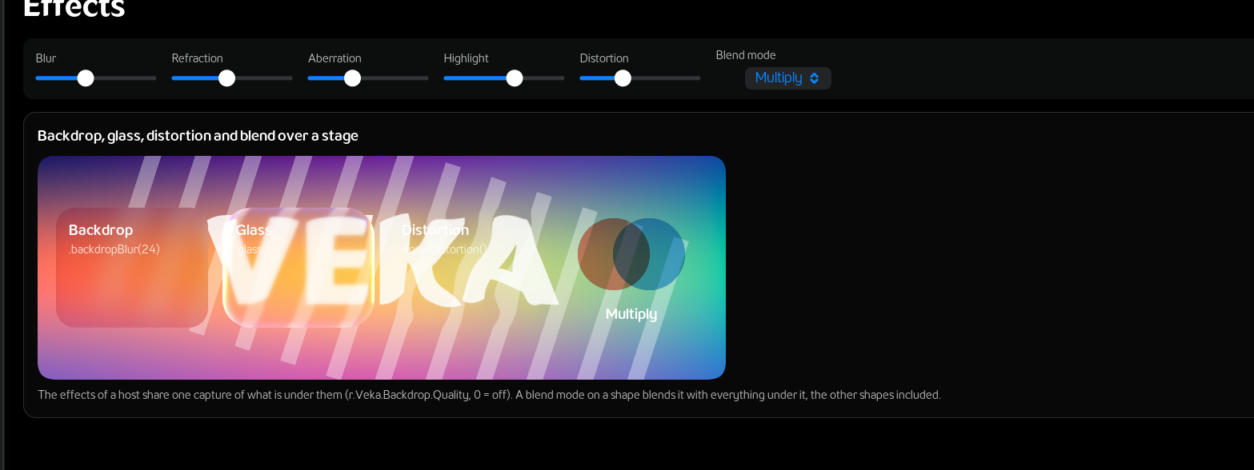 Effects
Blur
Refraction
Aberration
Highlight
Distortion
Blend mode
Multiply
Backdrop, glass, distortion and blend over a stage
VEKA
Backdrop
.backdropBlur(24)
Glass
Distortion
Multiply
The effects of a host share one capture of what is under them (r.Veka.Backdrop.Quality, 0 = off). A blend mode on a shape blends it with everything under it, the other shapes included.